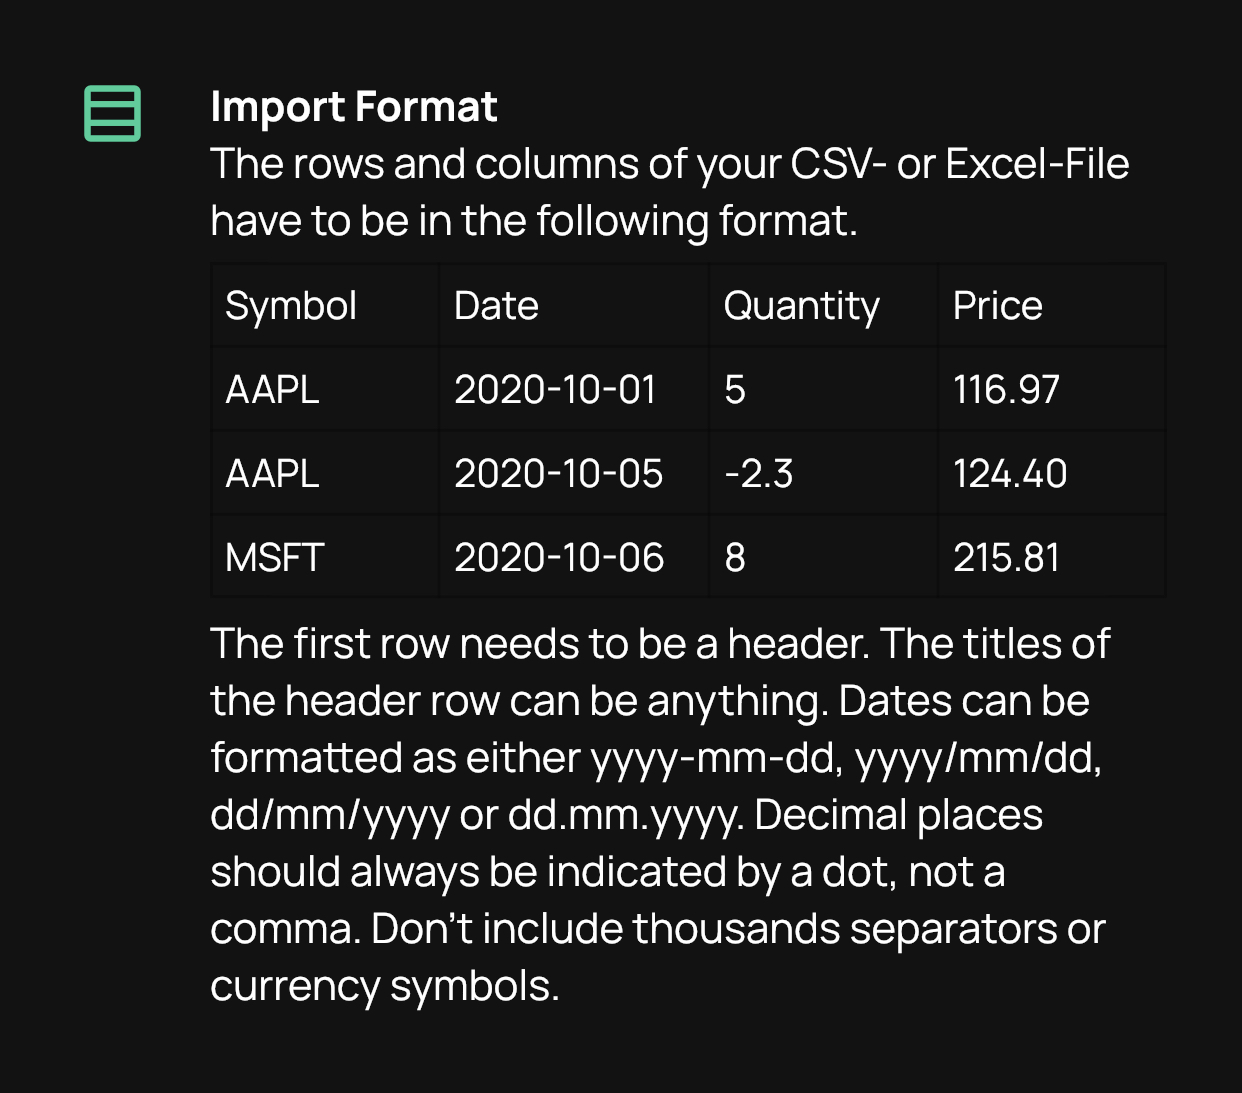 Import Format
The rows and columns of your CSV- or Excel-File
have to be in the following format.
Symbol Date Quantity Price
AAPL 2020-10-01 5 116.97
AAPL 2020-10-05 -2.3 124.40
MSFT 2020-10-06 8 215.81
The first row needs to be a header. The titles of
the header row can be anything. Dates can be
formatted as either yyyy-mm-dd, yyyy/mm/dd,
dd/mm/yyyy or dd.mm.yyyy. Decimal places
should always be indicated by a dot, not a
comma. Don’t include thousands separators or
currency symbols.